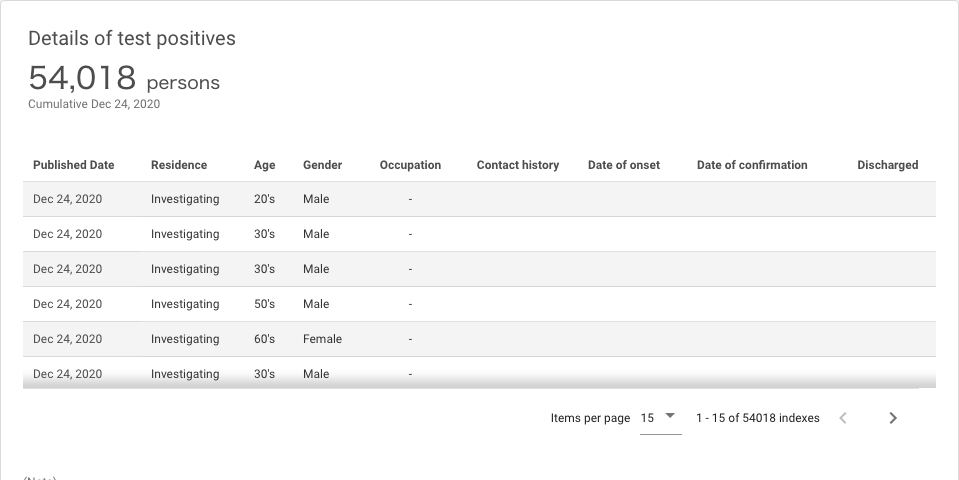 Details of test positives
54,018 persons
Cumulative Dec 24, 2020
Published Date Residence Age Gender Occupation Contact history Date of onset Date of confirmation Discharged
Dec 24, 2020 Investigating 20's Male -
Dec 24, 2020 Investigating 30's Male -
Dec 24, 2020 Investigating 30's Male -
Dec 24, 2020 Investigating 50's Male -
Dec 24, 2020 Investigating 60's Female -
Dec 24, 2020 Investigating 30's Male -
Items per page 15 1 - 15 of 54018 indexes